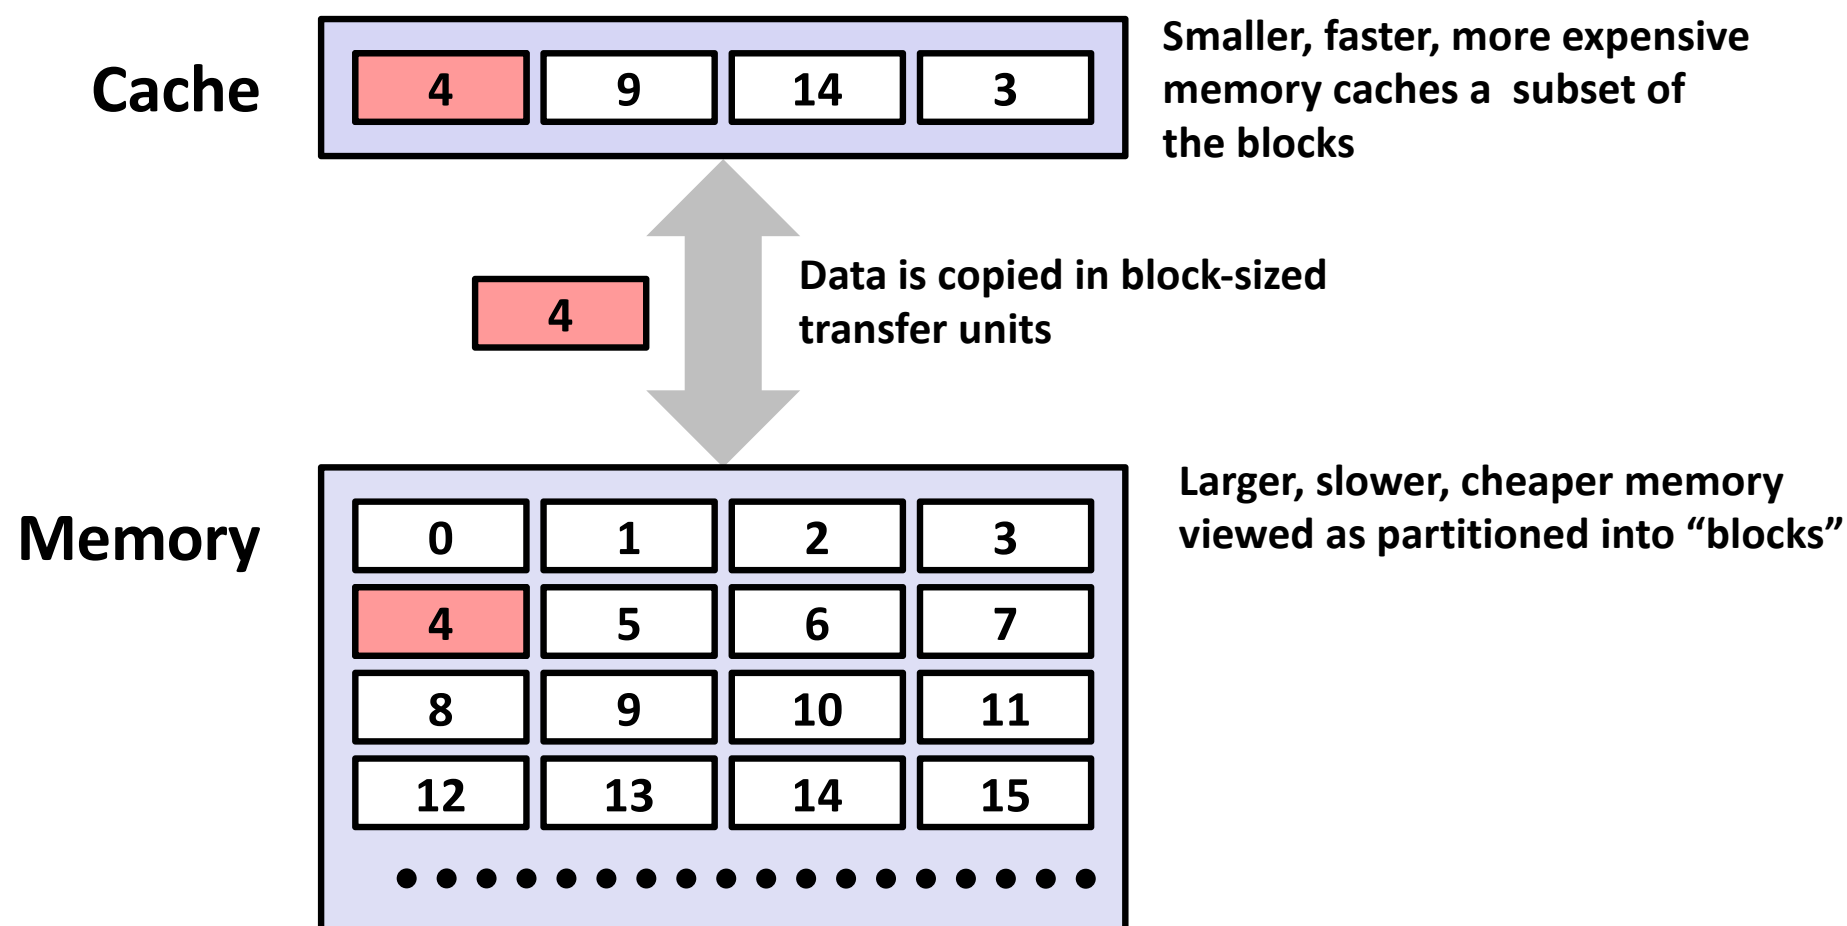 Cache
4 9 14 3
Smaller, faster, more expensive
memory caches a  subset of
the blocks
4
Data is copied in block-sized
transfer units
Memory
0 1 2 3
4 5 6 7
8 9 10 11
12 13 14 15
Larger, slower, cheaper memory
viewed as partitioned into “blocks”